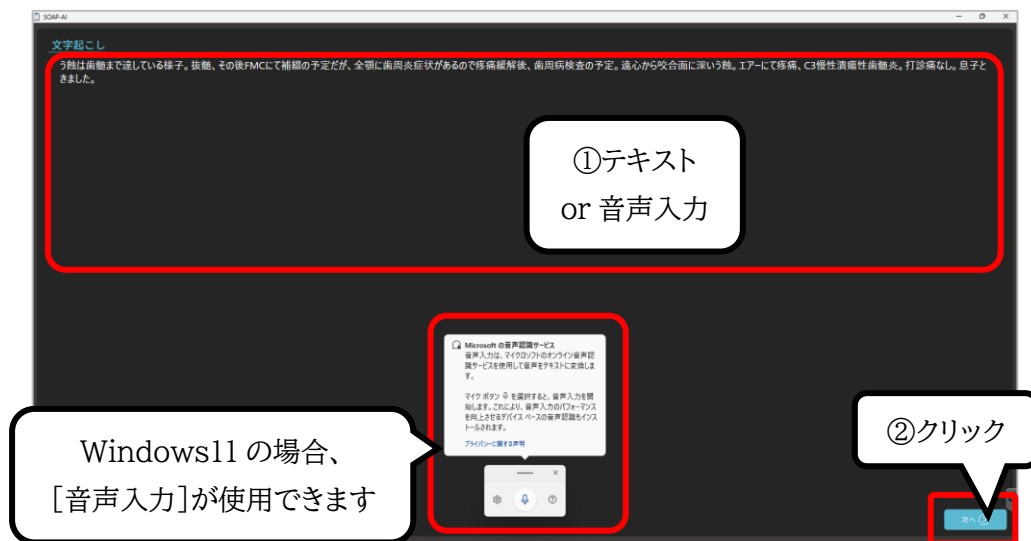 SOAP-AI
文字起こし
う蝕は歯髄まで達している様子。抜髄、その後FMCにて補綴の予定だが、全顎に歯周炎症状があるので疼痛緩解後、歯周病検査の予定。遠心から咬合面に深いう蝕。エアーにて疼痛、C3慢性潰瘍性歯髄炎。打診痛なし。息子と
きました。
①テキスト
or 音声入力
Microsoft の音声認識サービス
音声入力は、マイクロソフトのオンライン音声認
識サービスを使用して音声をテキストに変換しま
す。
マイク ボタン を選択すると、音声入力を開
始します。これにより、音声入力のパフォーマンス
を向上させるデバイス ベースの音声認識もインス
トールされます。
プライバシーに関する声明
Windows11 の場合、
[音声入力]が使用できます
②クリック
次へ